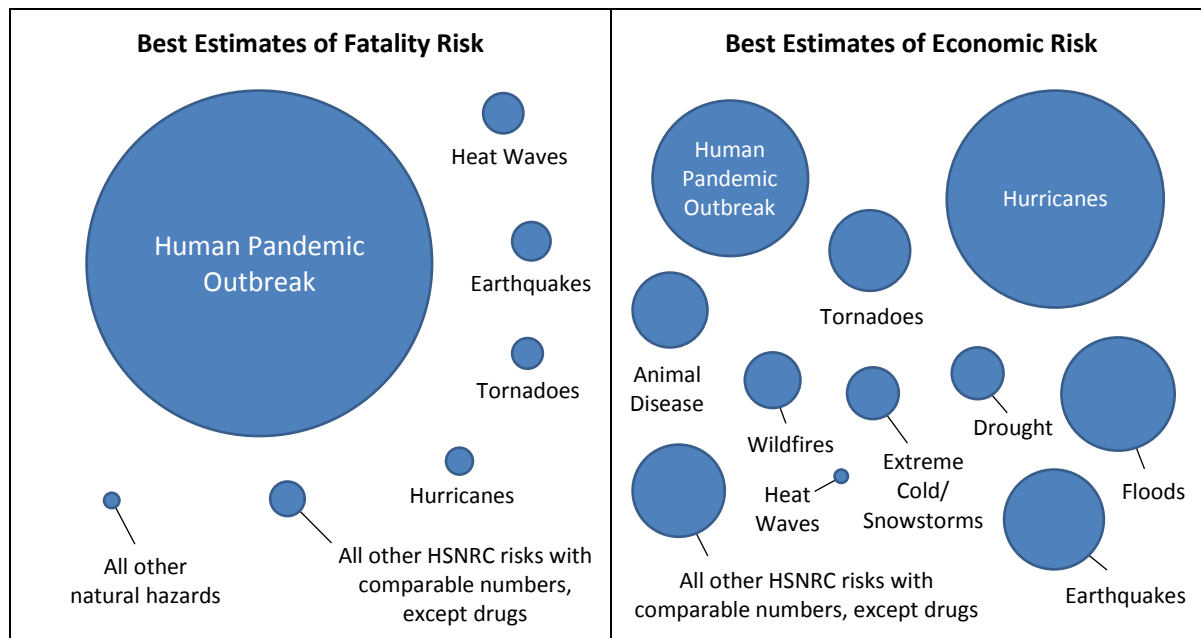 Best Estimates of Fatality Risk
Human Pandemic
Outbreak
Heat Waves
Earthquakes
Tornadoes
Hurricanes
All other
natural hazards
All other HSNRC risks with
comparable numbers,
except drugs
Best Estimates of Economic Risk
Human
Pandemic
Outbreak
Hurricanes
Tornadoes
Animal
Disease
Wildfires
Extreme
Cold/
Snowstorms
Drought
Floods
Heat
Waves
All other HSNRC risks with
comparable numbers, except drugs
Earthquakes